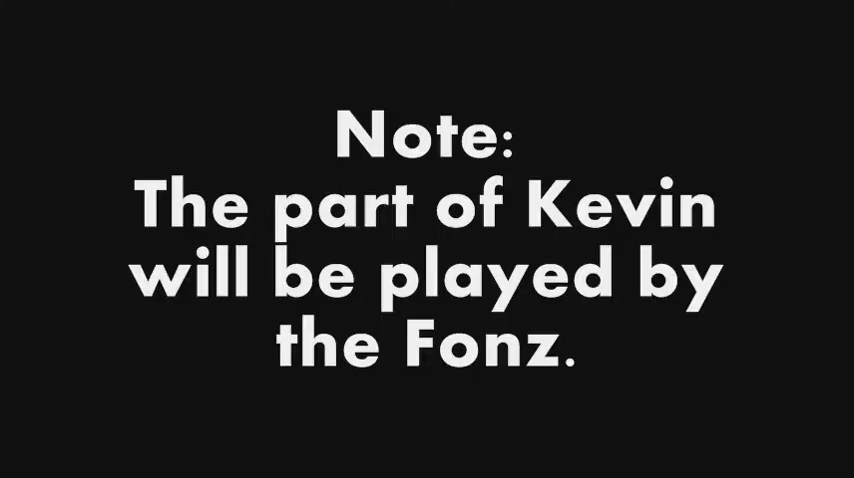 Note:
The part of Kevin
will be played by
the Fonz.